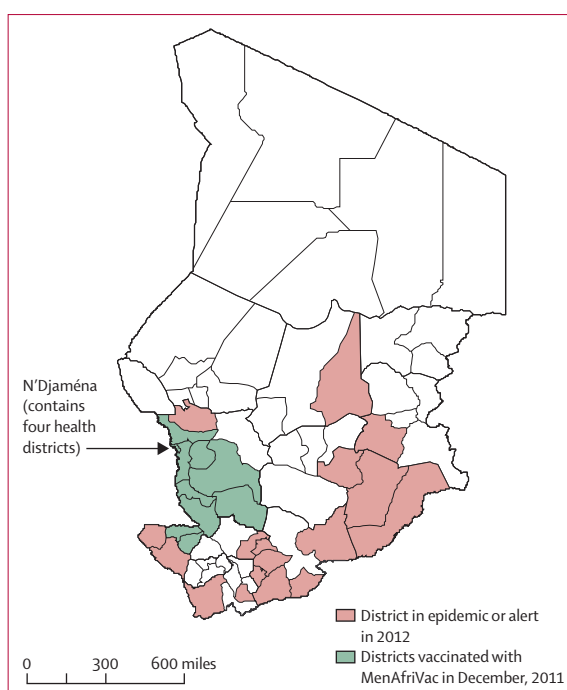 N'Djaména
(contains
four health
districts)
District in epidemic or alert
in 2012
Districts vaccinated with
MenAfriVac in December, 2011
0 300 600 miles